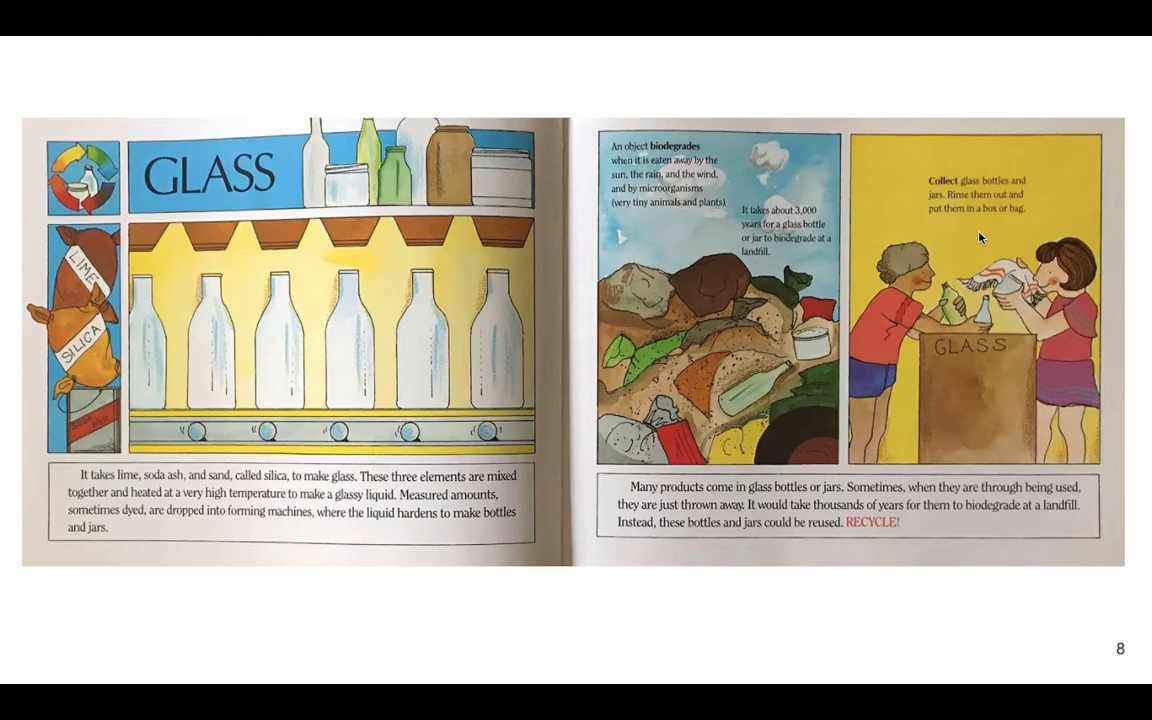 GLASS
LIME
SILICA
SODA
ASH
It takes lime, soda ash, and sand, called silica, to make glass. These three elements are mixed
together and heated at a very high temperature to make a glassy liquid. Measured amounts,
sometimes dyed, are dropped into forming machines, where the liquid hardens to make bottles
and jars.
An object biodegrades
when it is eaten away by the
sun, the rain, and the wind,
and by microorganisms
(very tiny animals and plants).
It takes about 3,000
years for a glass bottle
or jar to biodegrade at a
landfill.
Collect glass bottles and
jars. Rinse them out and
put them in a box or bag.
GLASS
Many products come in glass bottles or jars. Sometimes, when they are through being used,
they are just thrown away. It would take thousands of years for them to biodegrade at a landfill.
Instead, these bottles and jars could be reused. RECYCLE!
8